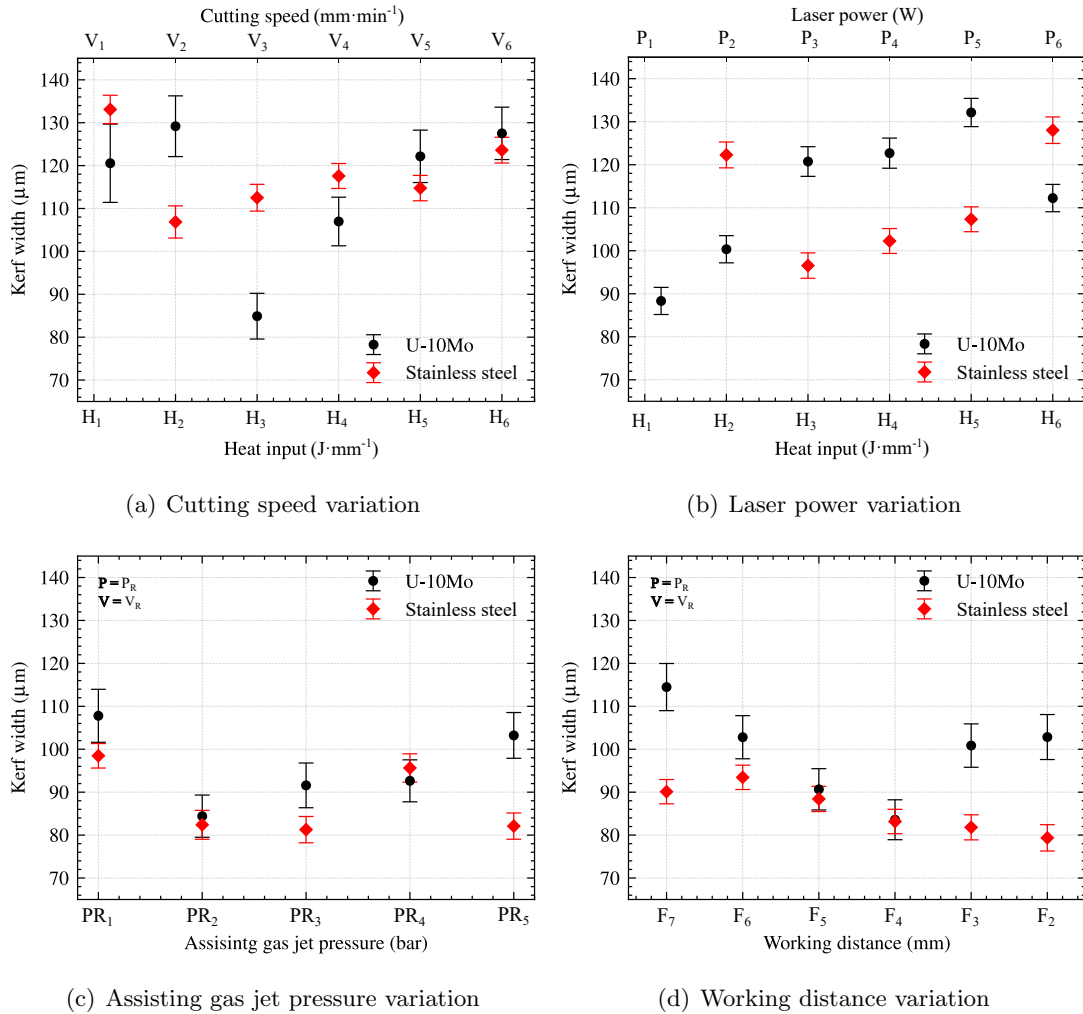 Cutting speed (mm·min⁻¹)
V₁ V₂ V₃ V₄ V₅ V₆
140
130
120
110
100
90
80
70
Kerf width (μm)
U-10Mo
Stainless steel
H₁ H₂ H₃ H₄ H₅ H₆
Heat input (J·mm⁻¹)
(a) Cutting speed variation
Laser power (W)
P₁ P₂ P₃ P₄ P₅ P₆
140
130
120
110
100
90
80
70
Kerf width (μm)
U-10Mo
Stainless steel
H₁ H₂ H₃ H₄ H₅ H₆
Heat input (J·mm⁻¹)
(b) Laser power variation
140
130
120
110
100
90
80
70
Kerf width (μm)
P = P_R
V = V_R
U-10Mo
Stainless steel
PR₁ PR₂ PR₃ PR₄ PR₅
Assisintg gas jet pressure (bar)
(c) Assisting gas jet pressure variation
140
130
120
110
100
90
80
70
Kerf width (μm)
P = P_R
V = V_R
U-10Mo
Stainless steel
F₇ F₆ F₅ F₄ F₃ F₂
Working distance (mm)
(d) Working distance variation